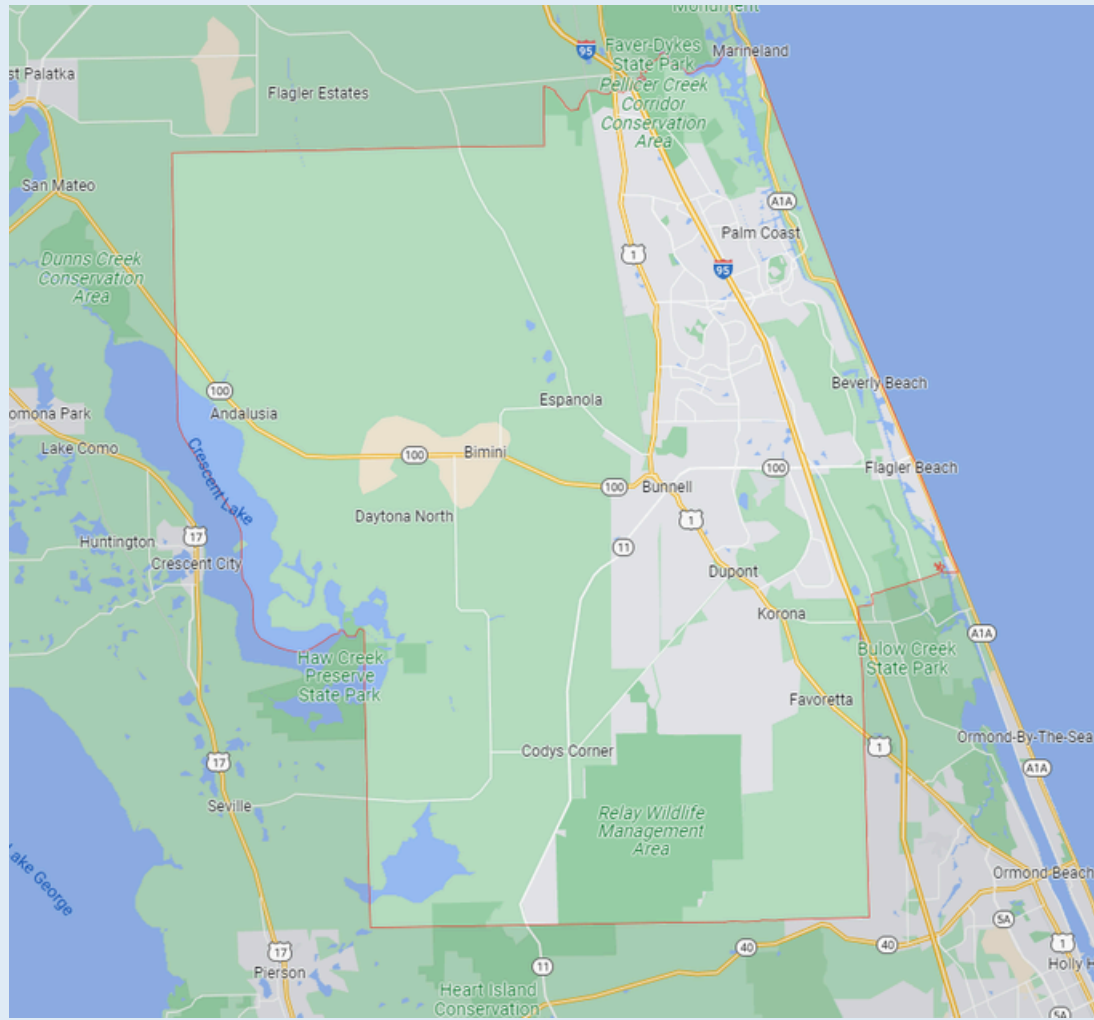 Monument
95
Faver-Dykes
State Park
Marineland
st Palatka
Pellicer Creek
Corridor
Conservation
Area
Flagler Estates
San Mateo
A1A
Palm Coast
1
Dunns Creek
Conservation
Area
95
Beverly Beach
100
Andalusia
Espanola
omona Park
Lake Como
100
Bimini
100
Flagler Beach
Crescent Lake
100
Bunnell
Daytona North
1
17
Huntington
11
Crescent City
Dupont
Korona
A1A
Haw Creek
Preserve
State Park
Bulow Creek
State Park
Favoretta
Codys Corner
1
Ormond-By-The-Sea
17
A1A
Seville
Relay Wildlife
Management
Area
Lake George
Ormond Beach
5A
17
40
40
1
Pierson
11
Holly H
Heart Island
Conservation
5A